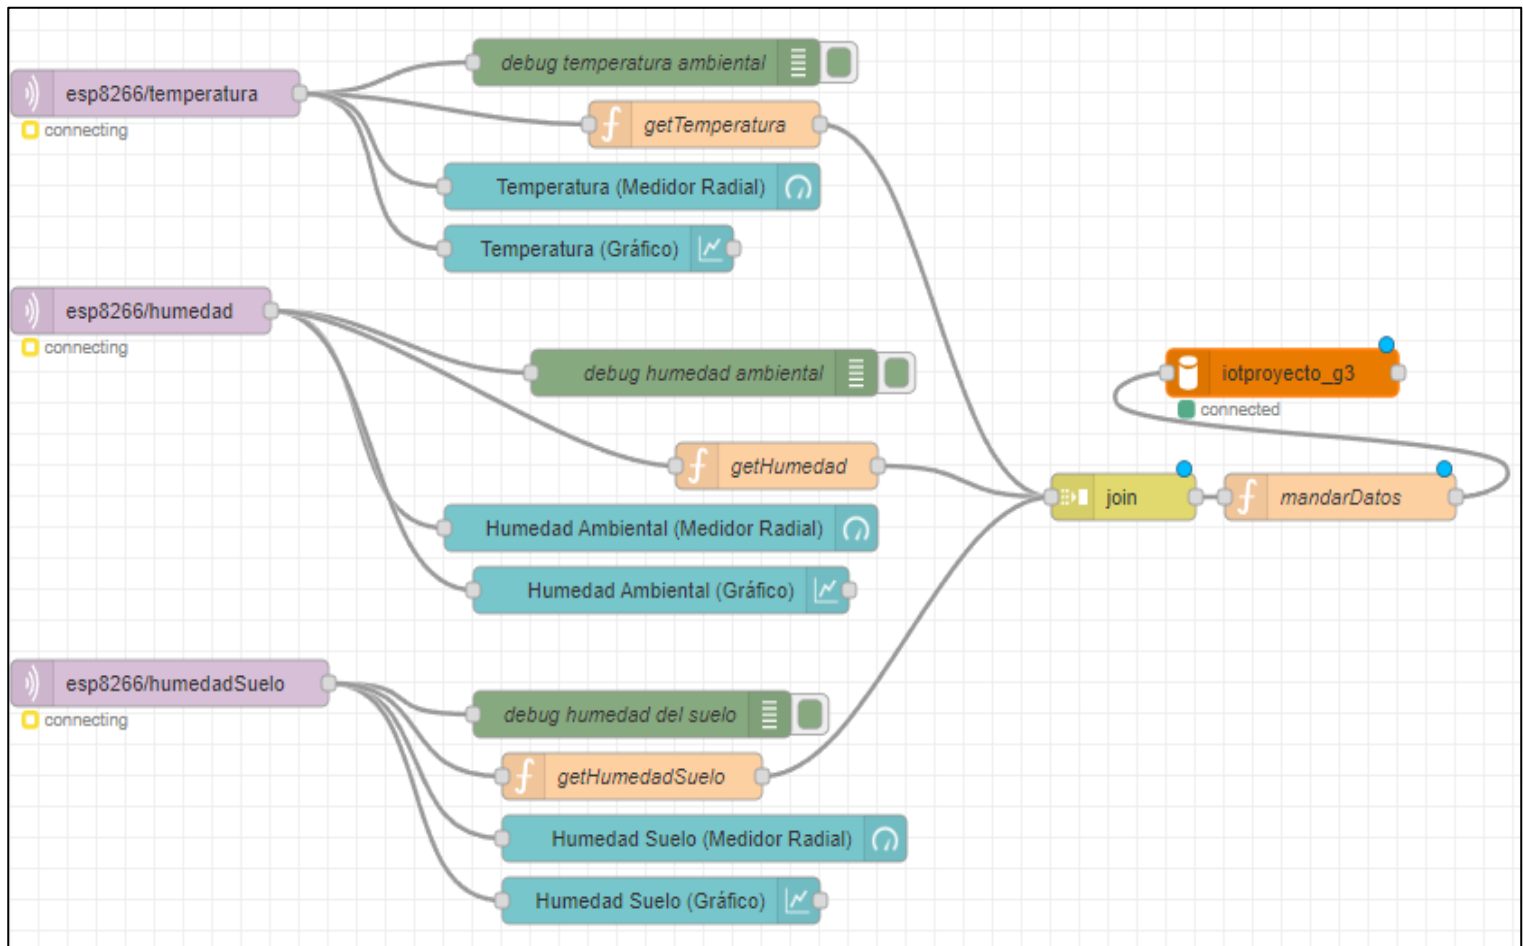 debug temperatura ambiental
esp8266/temperatura
connecting
getTemperatura
Temperatura (Medidor Radial)
Temperatura (Gráfico)
esp8266/humedad
connecting
debug humedad ambiental
iotproyecto_g3
connected
getHumedad
join
mandarDatos
Humedad Ambiental (Medidor Radial)
Humedad Ambiental (Gráfico)
esp8266/humedadSuelo
connecting
debug humedad del suelo
getHumedadSuelo
Humedad Suelo (Medidor Radial)
Humedad Suelo (Gráfico)